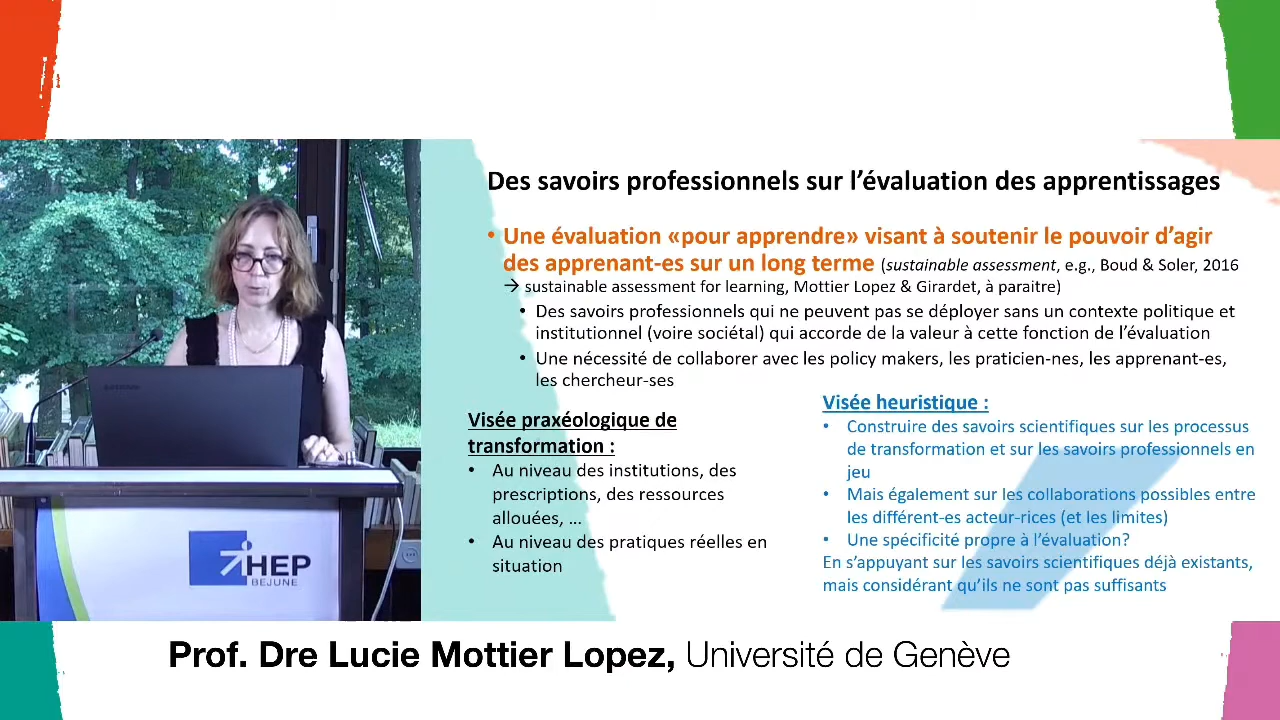 Des savoirs professionnels sur l’évaluation des apprentissages
• Une évaluation «pour apprendre» visant à soutenir le pouvoir d’agir
des apprenant-es sur un long terme (sustainable assessment, e.g., Boud & Soler, 2016
→ sustainable assessment for learning, Mottier Lopez & Girardet, à paraitre)
• Des savoirs professionnels qui ne peuvent pas se déployer sans un contexte politique et
institutionnel (voire sociétal) qui accorde de la valeur à cette fonction de l’évaluation
• Une nécessité de collaborer avec les policy makers, les praticien-nes, les apprenant-es,
les chercheur-ses
Visée praxéologique de
transformation :
• Au niveau des institutions, des
prescriptions, des ressources
allouées, ...
• Au niveau des pratiques réelles en
situation
Visée heuristique :
• Construire des savoirs scientifiques sur les processus
de transformation et sur les savoirs professionnels en
jeu
• Mais également sur les collaborations possibles entre
les différent-es acteur-rices (et les limites)
• Une spécificité propre à l’évaluation?
En s’appuyant sur les savoirs scientifiques déjà existants,
mais considérant qu’ils ne sont pas suffisants
HEP
BEJUNE
Prof. Dre Lucie Mottier Lopez, Université de Genève